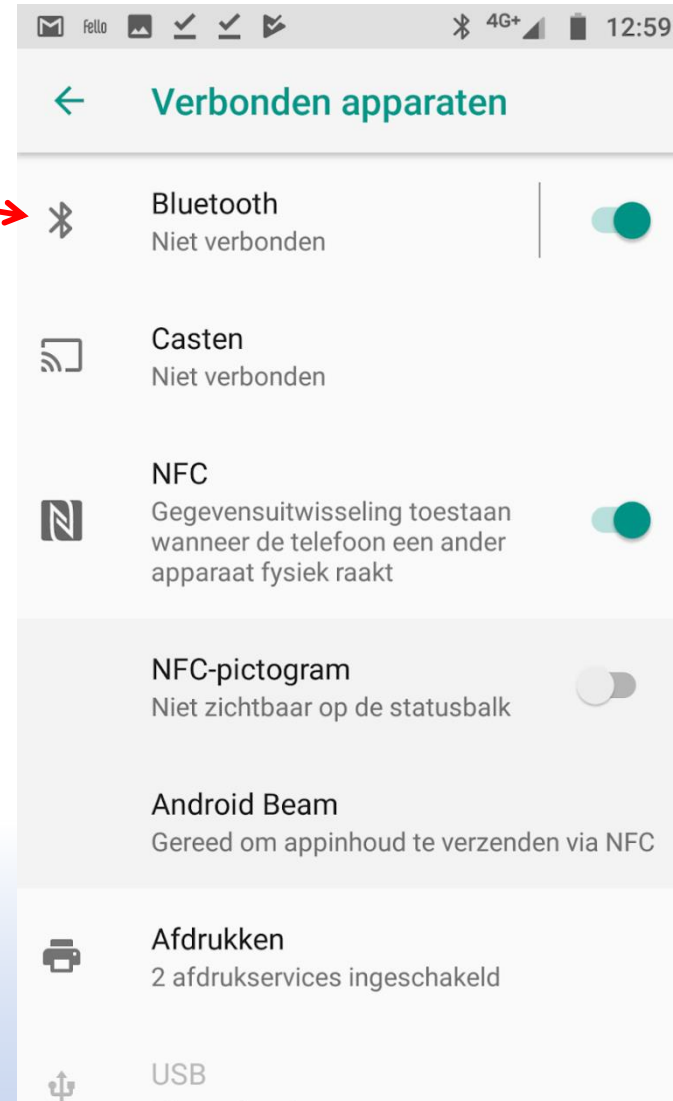 fello 4G+ 12:59
Verbonden apparaten
Bluetooth
Niet verbonden
Casten
Niet verbonden
NFC
Gegevensuitwisseling toestaan
wanneer de telefoon een ander
apparaat fysiek raakt
NFC-pictogram
Niet zichtbaar op de statusbalk
Android Beam
Gereed om appinhoud te verzenden via NFC
Afdrukken
2 afdrukservices ingeschakeld
USB